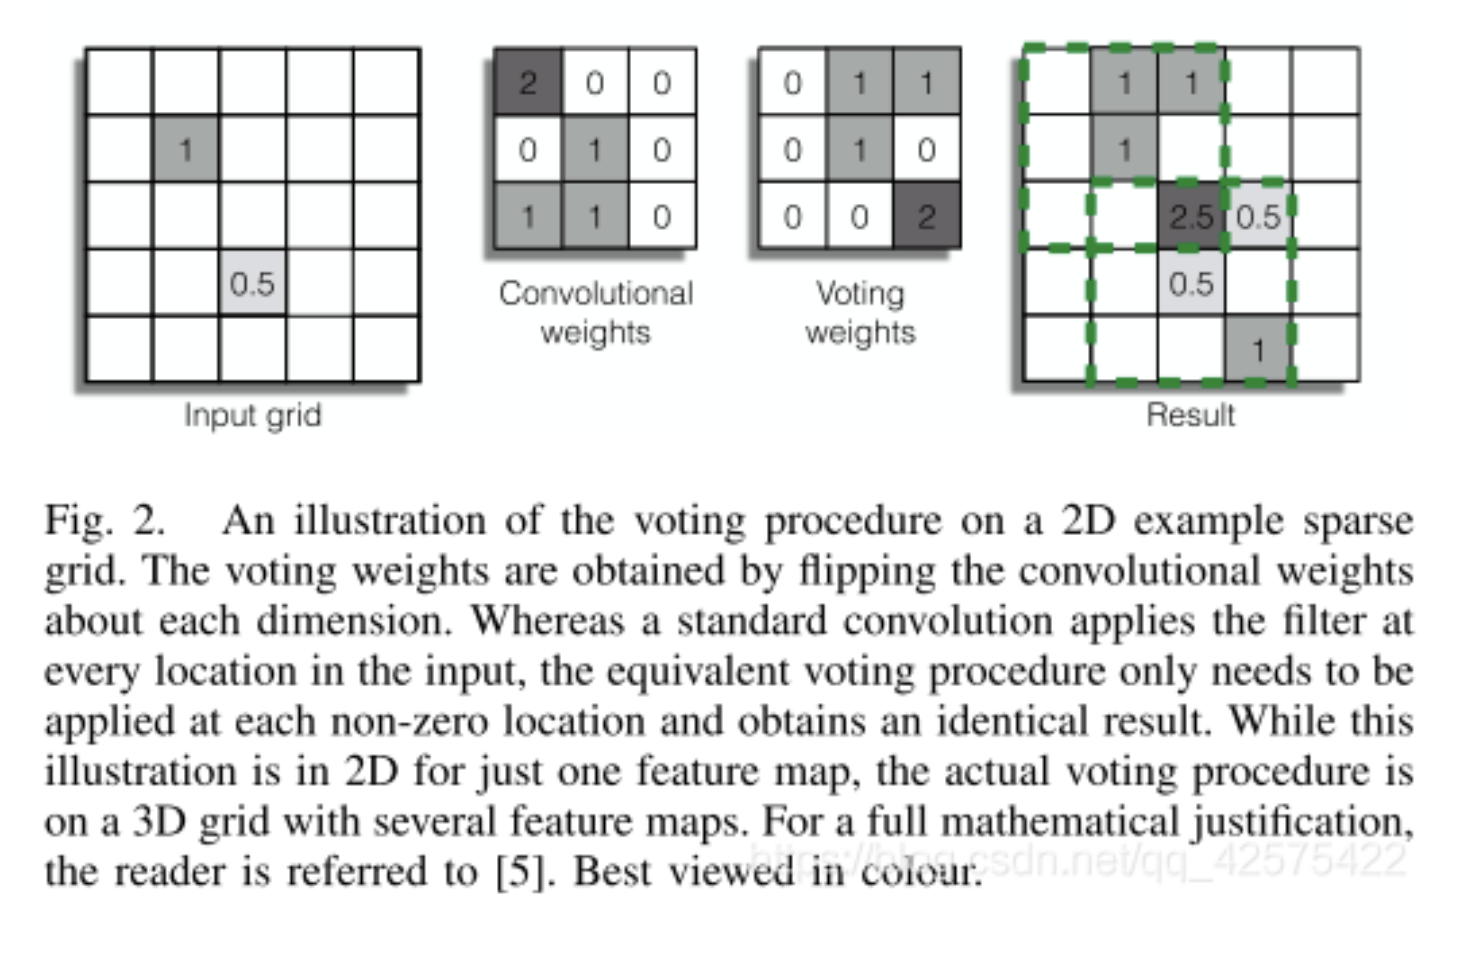 2 0 0 0 1 1 1 1
1 0 1 0 0 1 0 1
1 1 0 0 0 2 2.5 0.5
0.5 0.5
Convolutional Voting
weights weights
1
Input grid Result
Fig. 2. An illustration of the voting procedure on a 2D example sparse
grid. The voting weights are obtained by flipping the convolutional weights
about each dimension. Whereas a standard convolution applies the filter at
every location in the input, the equivalent voting procedure only needs to be
applied at each non-zero location and obtains an identical result. While this
illustration is in 2D for just one feature map, the actual voting procedure is
on a 3D grid with several feature maps. For a full mathematical justification,
the reader is referred to [5]. Best viewed in colour.
https://blog.csdn.net/qq_42575422